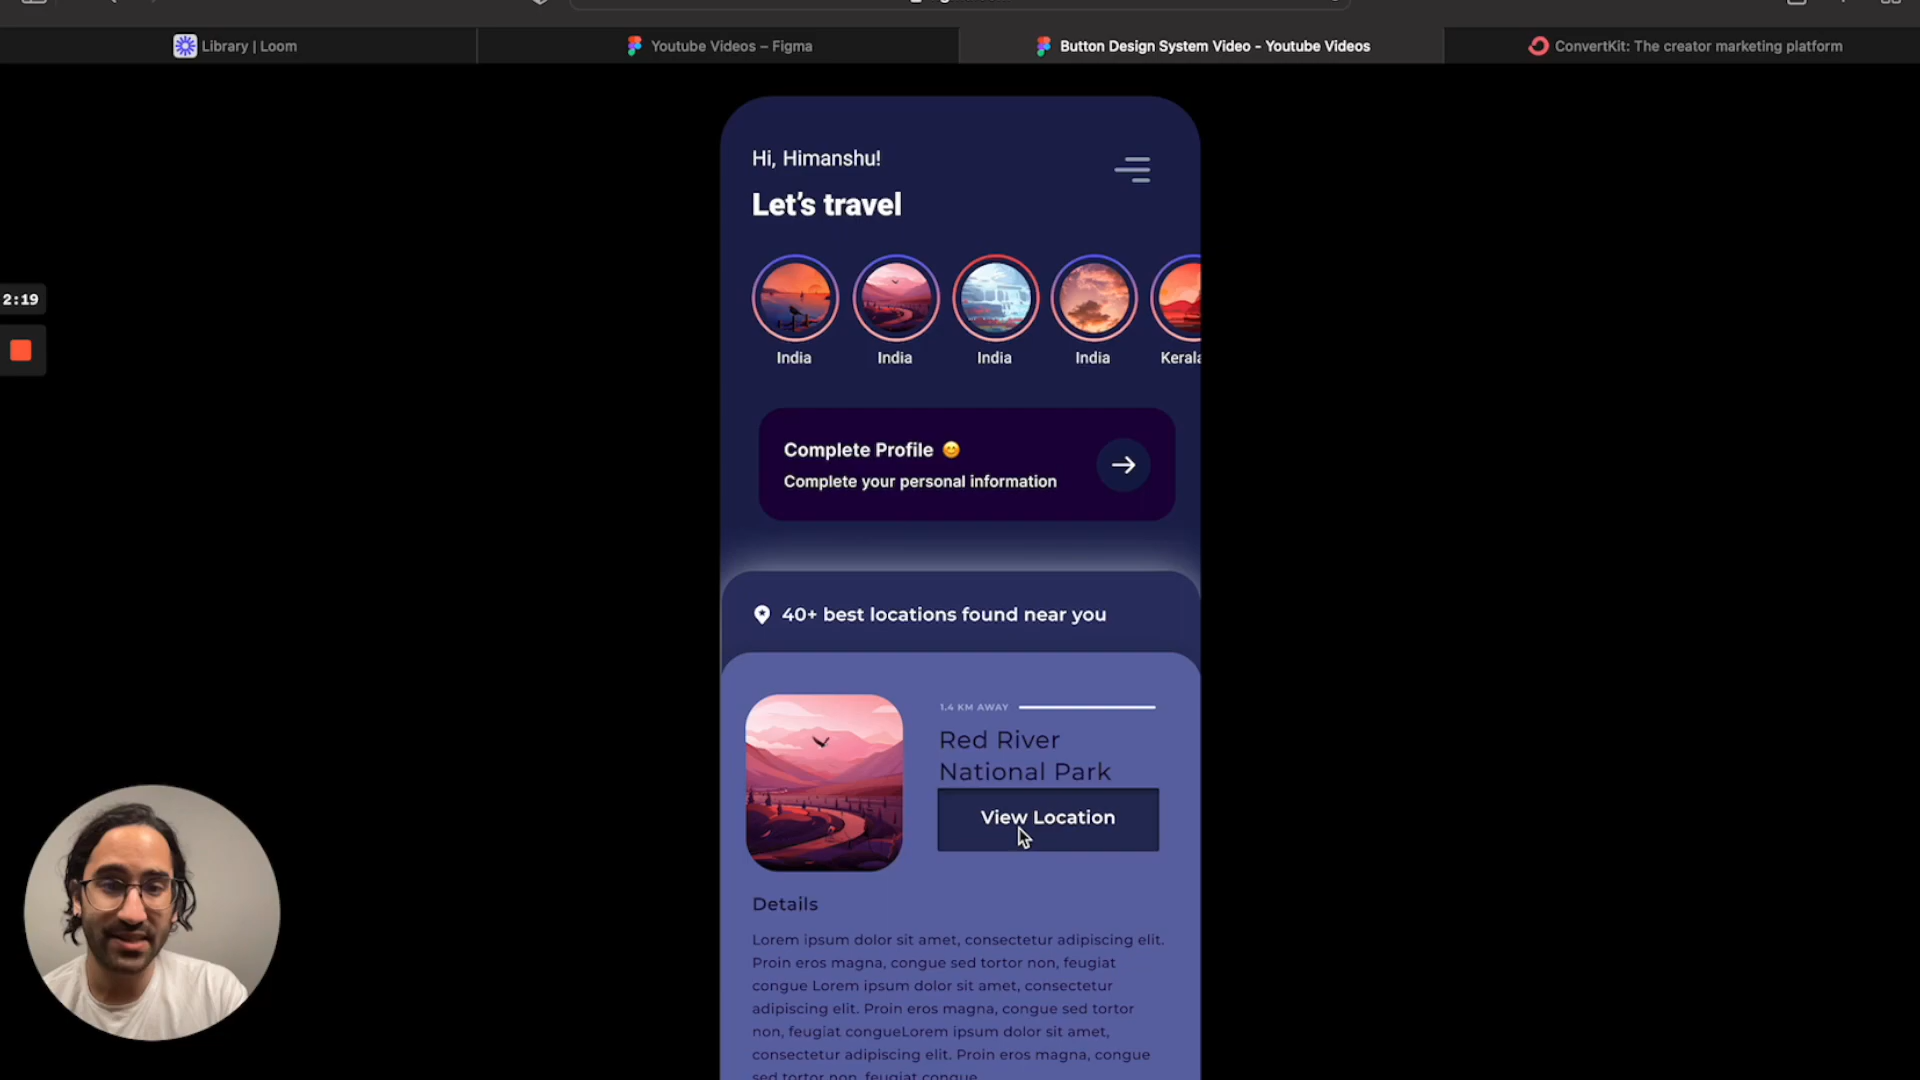 Library | Loom
Youtube Videos – Figma
Button Design System Video - Youtube Videos
ConvertKit: The creator marketing platform
Hi, Himanshu!
Let's travel
India
India
India
India
Kerala
2:19
Complete Profile 😊
Complete your personal information
40+ best locations found near you
1.4 KM AWAY
Red River
National Park
View Location
Details
Lorem ipsum dolor sit amet, consectetur adipiscing elit.
Proin eros magna, congue sed tortor non, feugiat
congue Lorem ipsum dolor sit amet, consectetur
adipiscing elit. Proin eros magna, congue sed tortor
non, feugiat congueLorem ipsum dolor sit amet,
consectetur adipiscing elit. Proin eros magna, congue
sed tortor non, feugiat congue